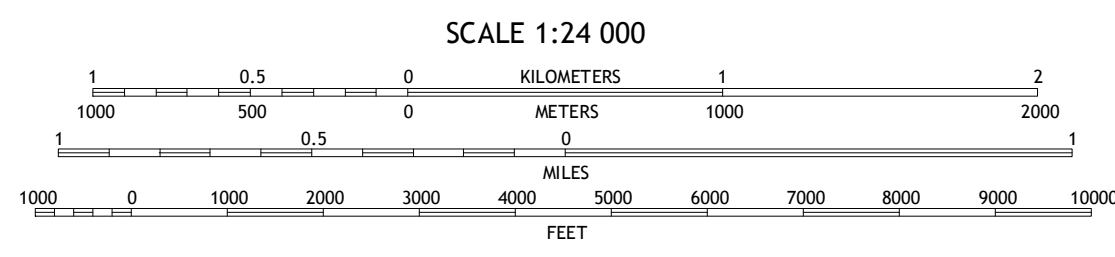 SCALE 1:24 000
1 0.5 0 KILOMETERS 1 2
1000 500 0 METERS 1000 2000
1 0.5 0 1
MILES
1000 0 1000 2000 3000 4000 5000 6000 7000 8000 9000 10000
FEET